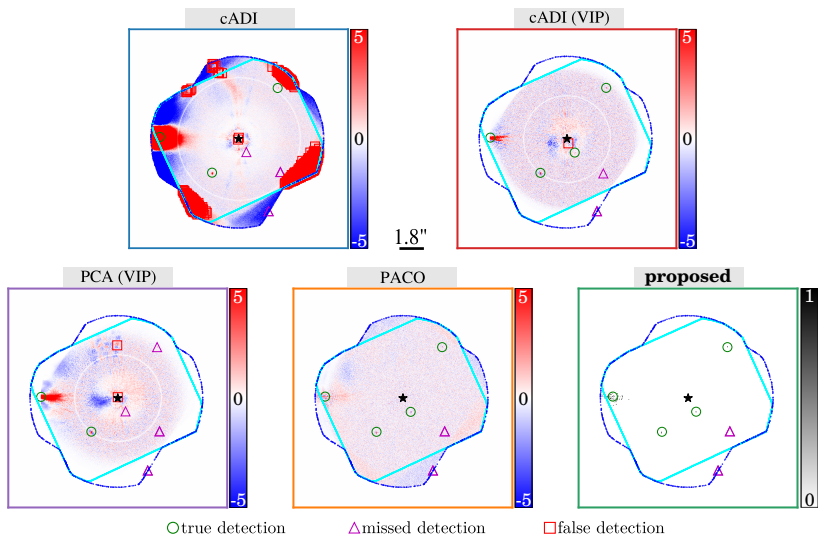 cADI
cADI (VIP)
5
0
-5
5
0
-5
1.8"
PCA (VIP)
PACO
proposed
5
0
-5
5
0
-5
1
0
true detection
missed detection
false detection